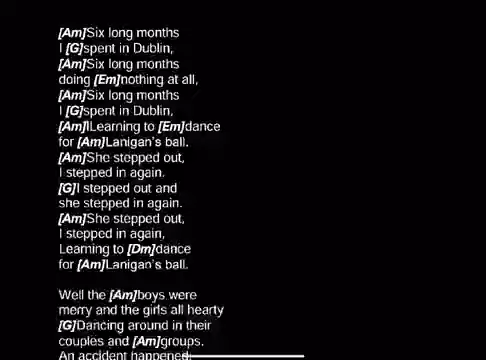 [Am]Six long months
I [G]spent in Dublin,
[Am]Six long months
doing [Em]nothing at all,
[Am]Six long months
I [G]spent in Dublin,
[Am]lLearning to [Em]dance
for [Am]Lanigan's ball.
[Am]She stepped out,
I stepped in again.
[G]I stepped out and
she stepped in again.
[Am]She stepped out,
I stepped in again,
Learning to [Dm]dance
for [Am]Lanigan's ball.
Well the [Am]boys were
merry and the girls all hearty
[G]Dancing around in their
couples and [Am]groups.
An accident happened;